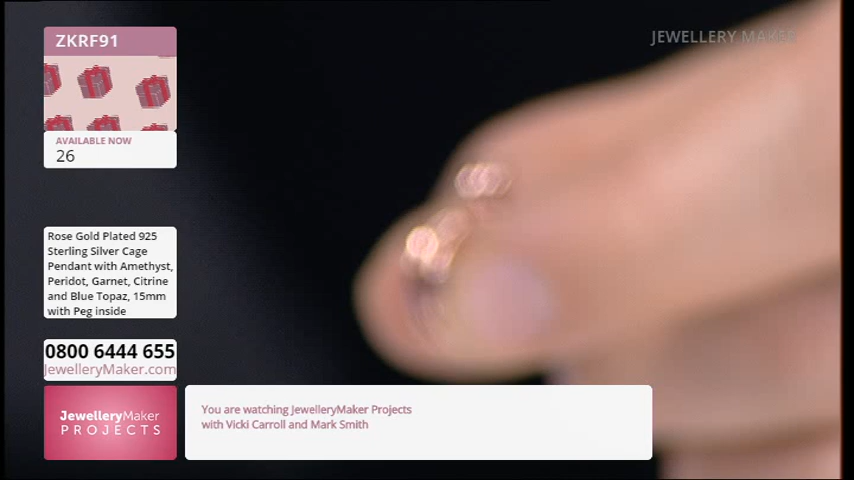 ZKRF91
JEWELLERY MAKER
AVAILABLE NOW
26
Rose Gold Plated 925
Sterling Silver Cage
Pendant with Amethyst,
Peridot, Garnet, Citrine
and Blue Topaz, 15mm
with Peg inside
0800 6444 655
JewelleryMaker.com
JewelleryMaker
PROJECTS
You are watching JewelleryMaker Projects
with Vicki Carroll and Mark Smith